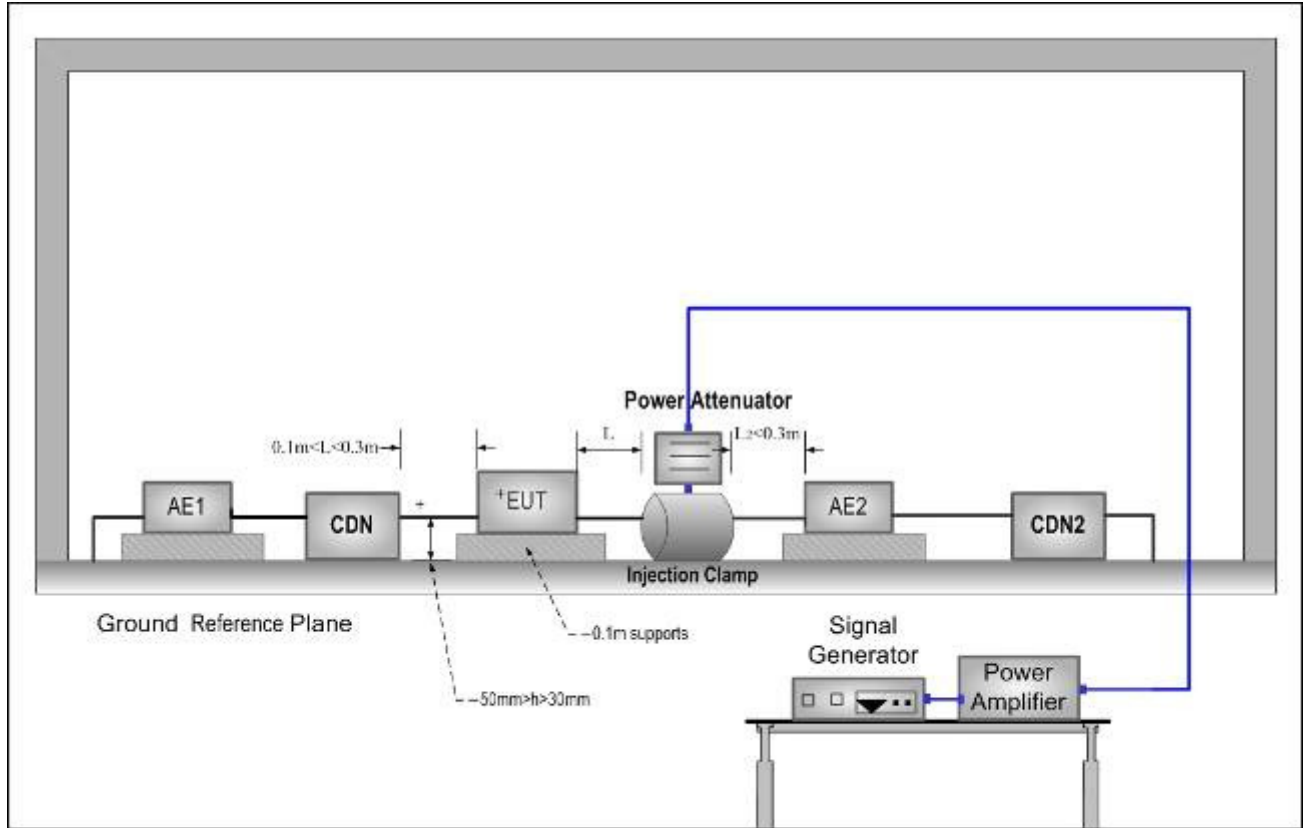 Power Attenuator
0.1m<L<0.3m
L
L2<0.3m
AE1
CDN
+
+EUT
AE2
CDN2
Injection Clamp
Ground Reference Plane
0.1m supports
50mm>h>30mm
Signal
Generator
Power
Amplifier